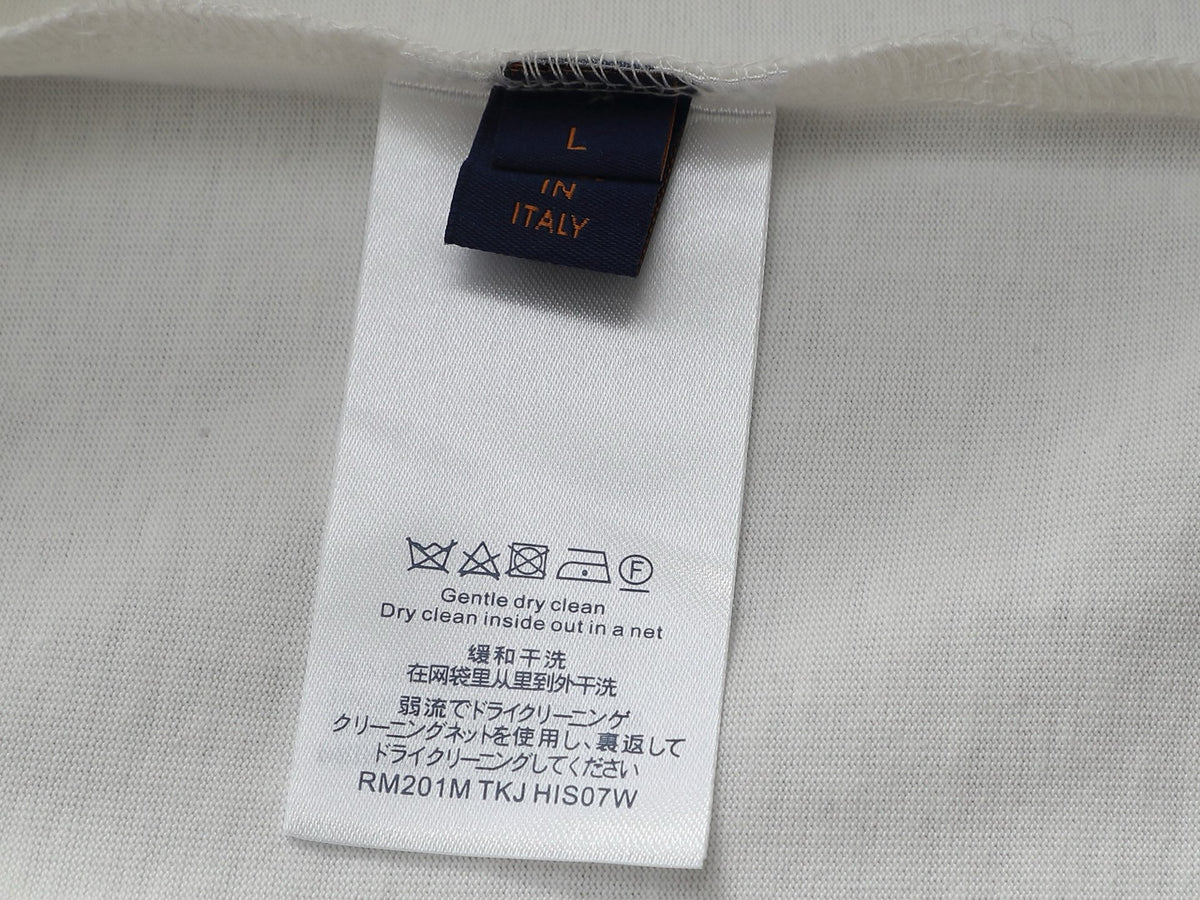 L
IN
ITALY
F
Gentle dry clean
Dry clean inside out in a net
缓和干洗
在网袋里从里到外干洗
弱流でドライクリーニング
クリーニングネットを使用し、裏返して
ドライクリーニングしてください
RM201M TKJ HIS07W